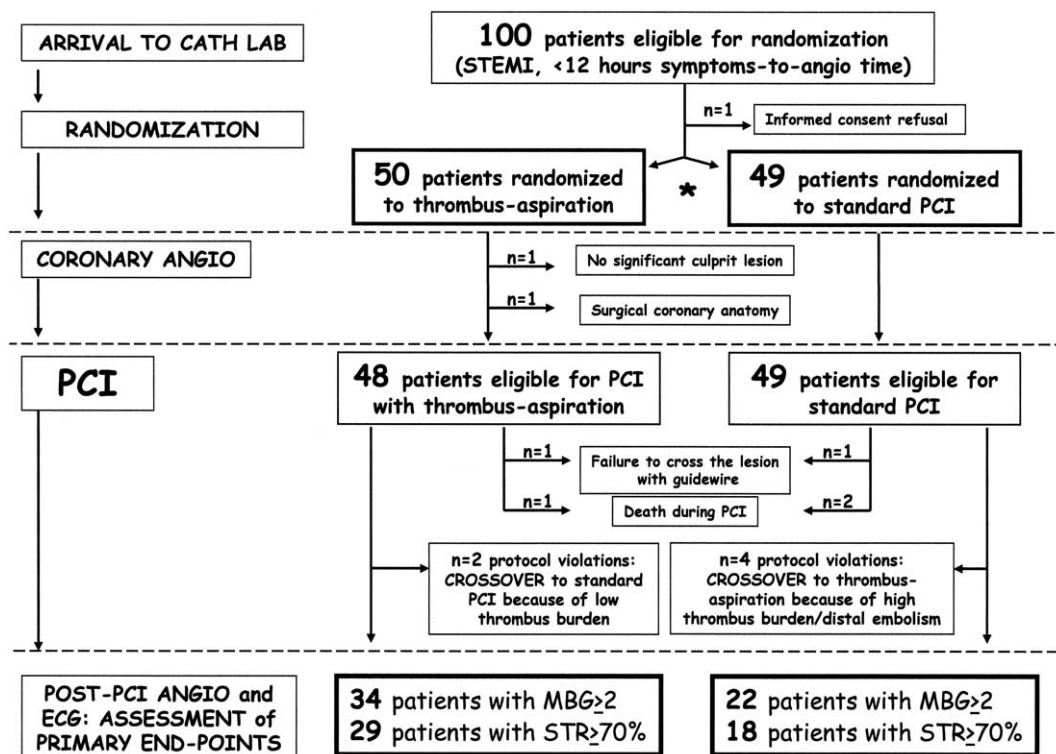 ARRIVAL TO CATH LAB
100 patients eligible for randomization
(STEMI, <12 hours symptoms-to-angio time)
n=1
Informed consent refusal
RANDOMIZATION
50 patients randomized
to thrombus-aspiration
*
49 patients randomized
to standard PCI
CORONARY ANGIO
n=1
No significant culprit lesion
n=1
Surgical coronary anatomy
PCI
48 patients eligible for PCI
with thrombus-aspiration
49 patients eligible for
standard PCI
n=1
Failure to cross the lesion
with guidewire
n=1
n=1
Death during PCI
n=2
n=2 protocol violations:
CROSSOVER to standard
PCI because of low
thrombus burden
n=4 protocol violations:
CROSSOVER to thrombus-
aspiration because of high
thrombus burden/distal embolism
POST-PCI ANGIO and
ECG: ASSESSMENT of
PRIMARY END-POINTS
34 patients with MBG≥2
29 patients with STR≥70%
22 patients with MBG≥2
18 patients with STR≥70%